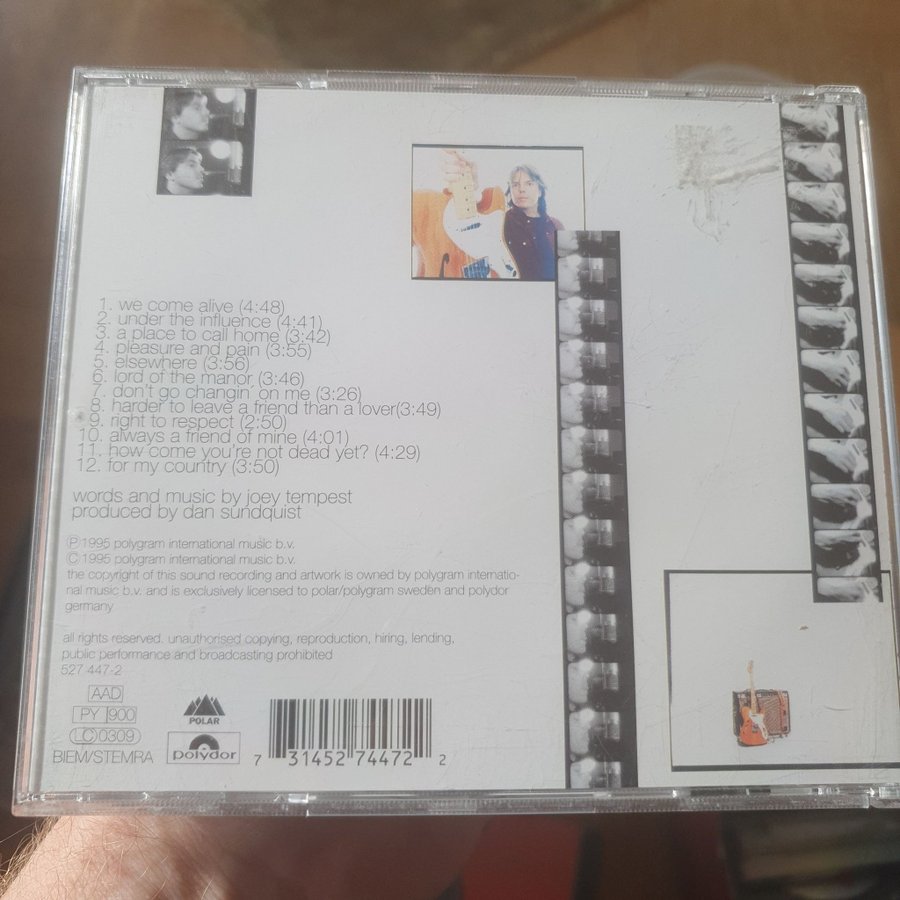 1. we come alive (4:48)
2. under the influence (4:41)
3. a place to call home (3:42)
4. pleasure and pain (3:55)
5. elsewhere (3:56)
6. lord of the manor (3:46)
7. don't go changin' on me (3:26)
8. harder to leave a friend than a lover(3:49)
9. right to respect (2:50)
10. always a friend of mine (4:01)
11. how come you're not dead yet? (4:29)
12. for my country (3:50)
words and music by joey tempest
produced by dan sundquist
Ⓟ1995 polygram international music b.v.
©1995 polygram international music b.v.
the copyright of this sound recording and artwork is owned by polygram internatio-
nal music b.v. and is exclusively licensed to polar/polygram sweden and polydor
germany
all rights reserved. unauthorised copying, reproduction, hiring, lending,
public performance and broadcasting prohibited
527 447-2
AAD
PY 900
LC 0309
BIEM/STEMRA
POLAR
polydor
7 31452 74472 2